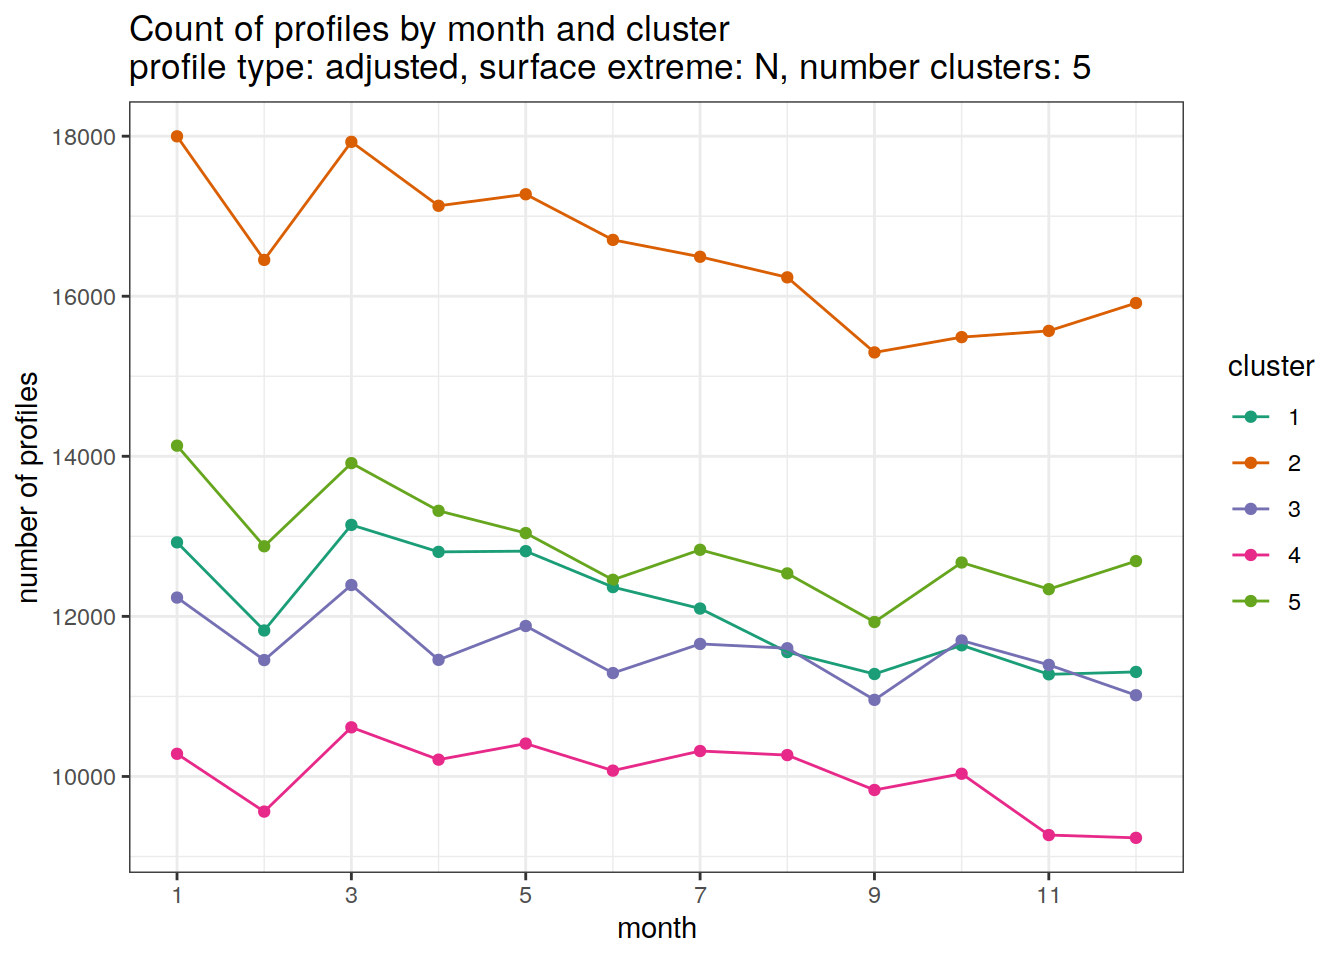 Count of profiles by month and cluster
profile type: adjusted, surface extreme: N, number clusters: 5
18000
16000
14000
12000
10000
number of profiles
1 3 5 7 9 11
month
cluster
1
2
3
4
5